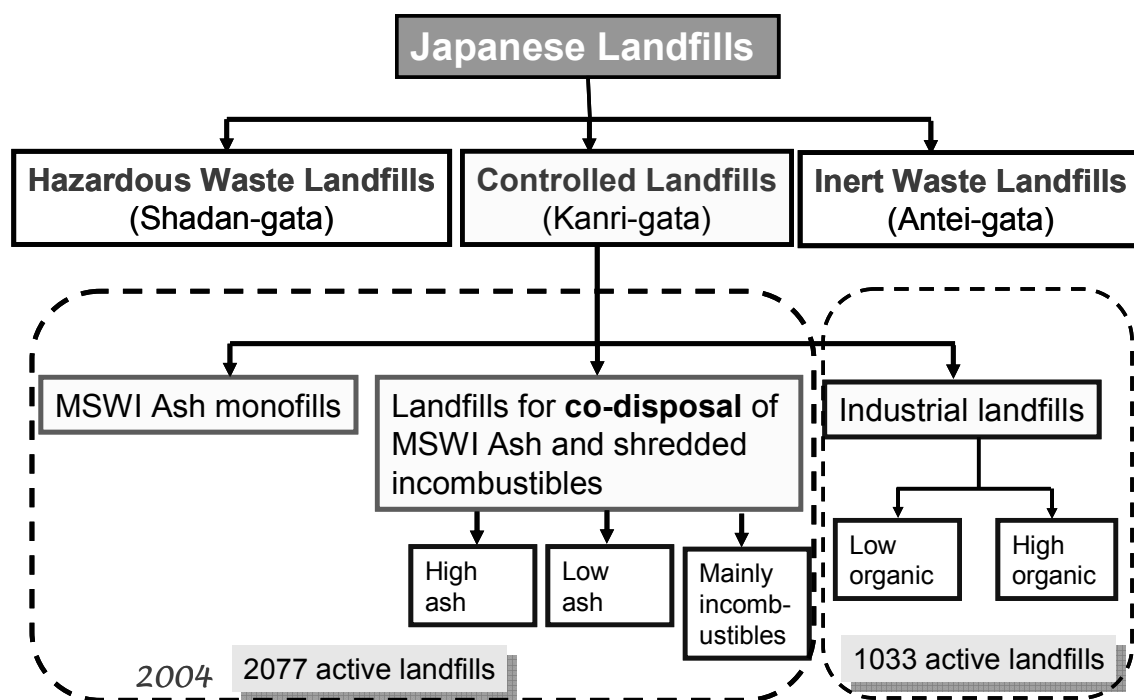 Japanese Landfills
Hazardous Waste Landfills
(Shadan-gata)
Controlled Landfills
(Kanri-gata)
Inert Waste Landfills
(Antei-gata)
MSWI Ash monofills
Landfills for co-disposal of
MSWI Ash and shredded
incombustibles
Industrial landfills
High
ash
Low
ash
Mainly
incomb-
ustibles
Low
organic
High
organic
2004
2077 active landfills
1033 active landfills